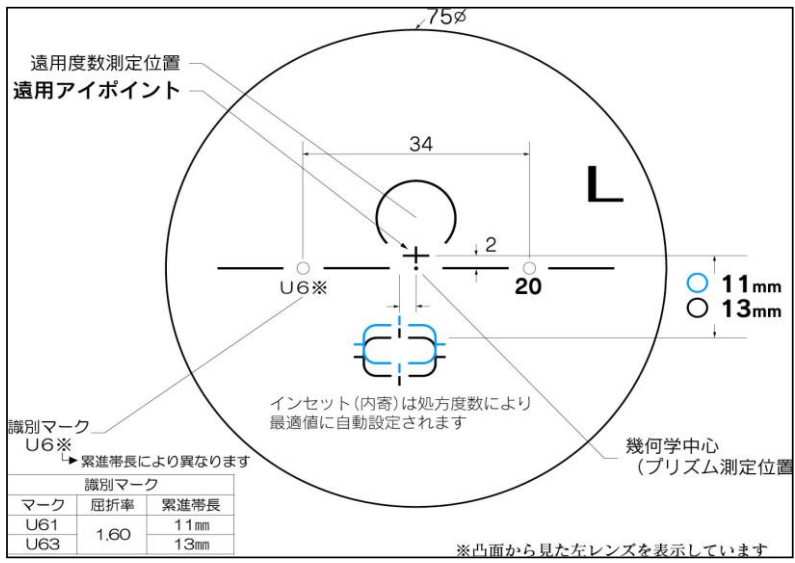 75φ
遠用度数測定位置
遠用アイポイント
34
L
2
U6※
20
11mm
13mm
インセット(内寄)は処方度数により
最適値に自動設定されます
識別マーク
U6※
累進帯長により異なります
幾何学中心
(プリズム測定位置
識別マーク
マーク 屈折率 累進帯長
U61 1.60 11mm
U63 13mm
※凸面から見た左レンズを表示しています